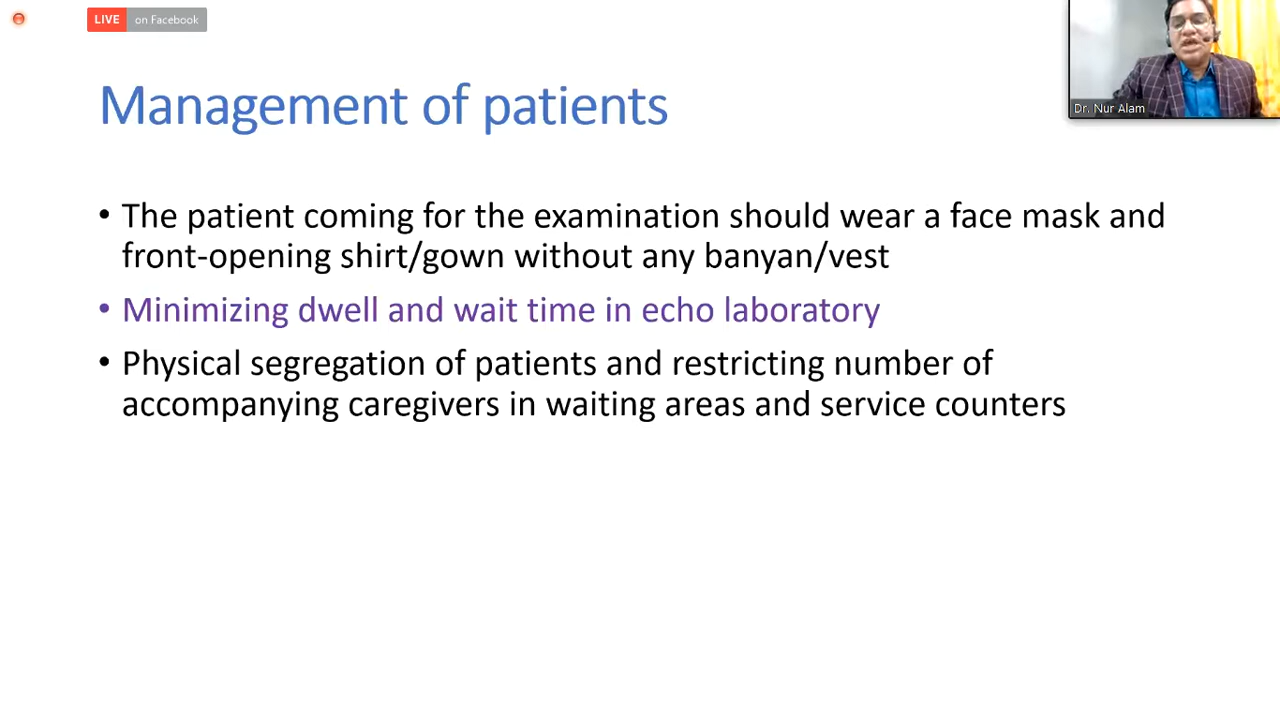 LIVE on Facebook
Dr. Nur Alam
Management of patients
• The patient coming for the examination should wear a face mask and
front-opening shirt/gown without any banyan/vest
• Minimizing dwell and wait time in echo laboratory
• Physical segregation of patients and restricting number of
accompanying caregivers in waiting areas and service counters